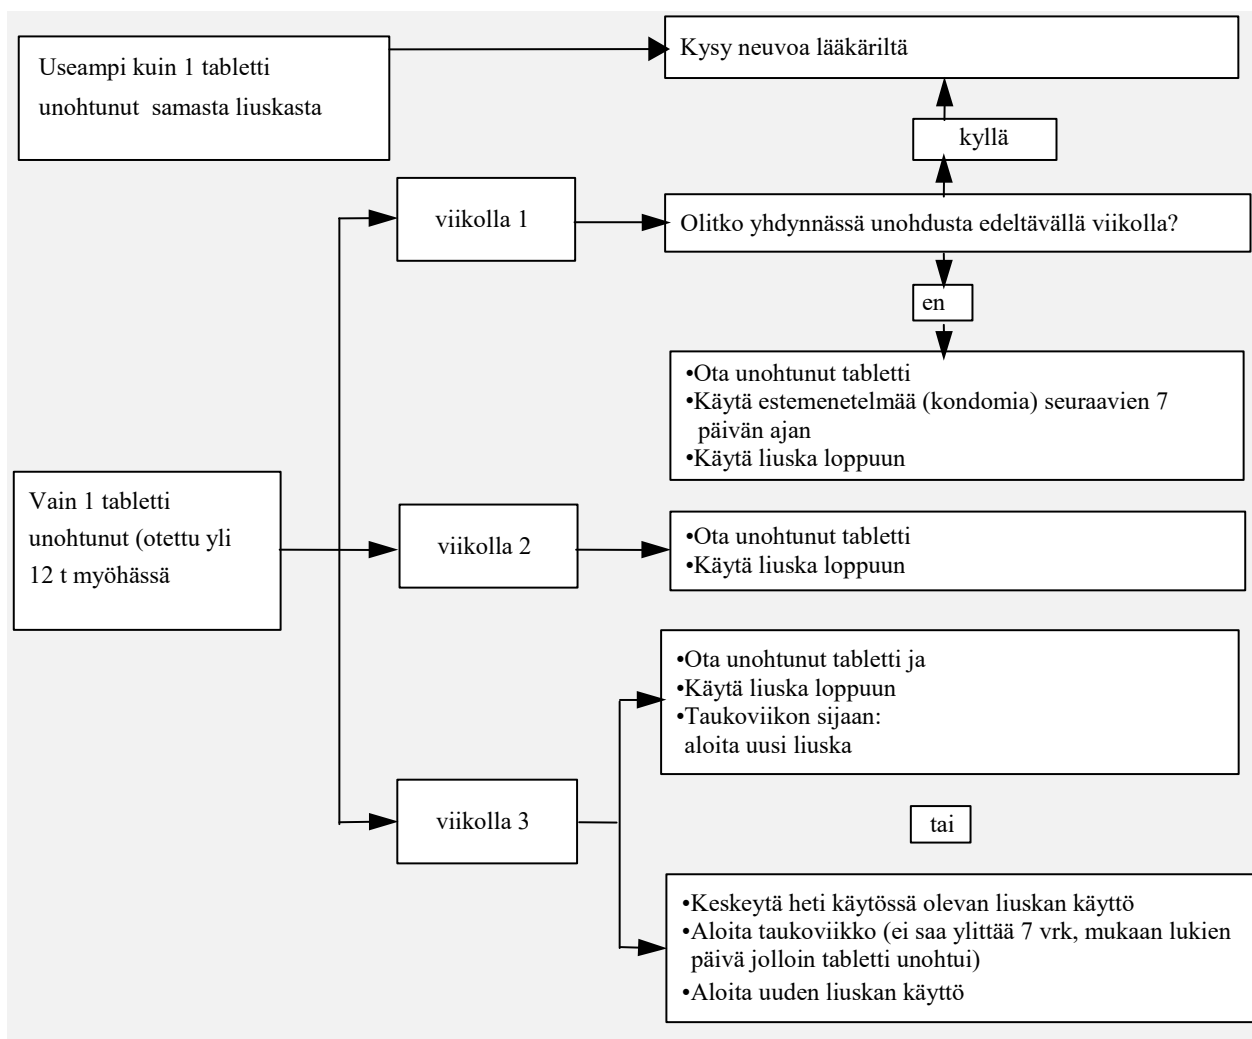 Useampi kuin 1 tabletti
unohtunut samasta liuskasta
Kysy neuvoa lääkäriltä
kyllä
viikolla 1
Olitko yhdynnässä unohdusta edeltävällä viikolla?
en
•Ota unohtunut tabletti
•Käytä estemenetelmää (kondomia) seuraavien 7
päivän ajan
•Käytä liuska loppuun
Vain 1 tabletti
unohtunut (otettu yli
12 t myöhässä
viikolla 2
•Ota unohtunut tabletti
•Käytä liuska loppuun
viikolla 3
•Ota unohtunut tabletti ja
•Käytä liuska loppuun
•Taukoviikon sijaan:
aloita uusi liuska
tai
•Keskeytä heti käytössä olevan liuskan käyttö
•Aloita taukoviikko (ei saa ylittää 7 vrk, mukaan lukien
päivä jolloin tabletti unohtui)
•Aloita uuden liuskan käyttö